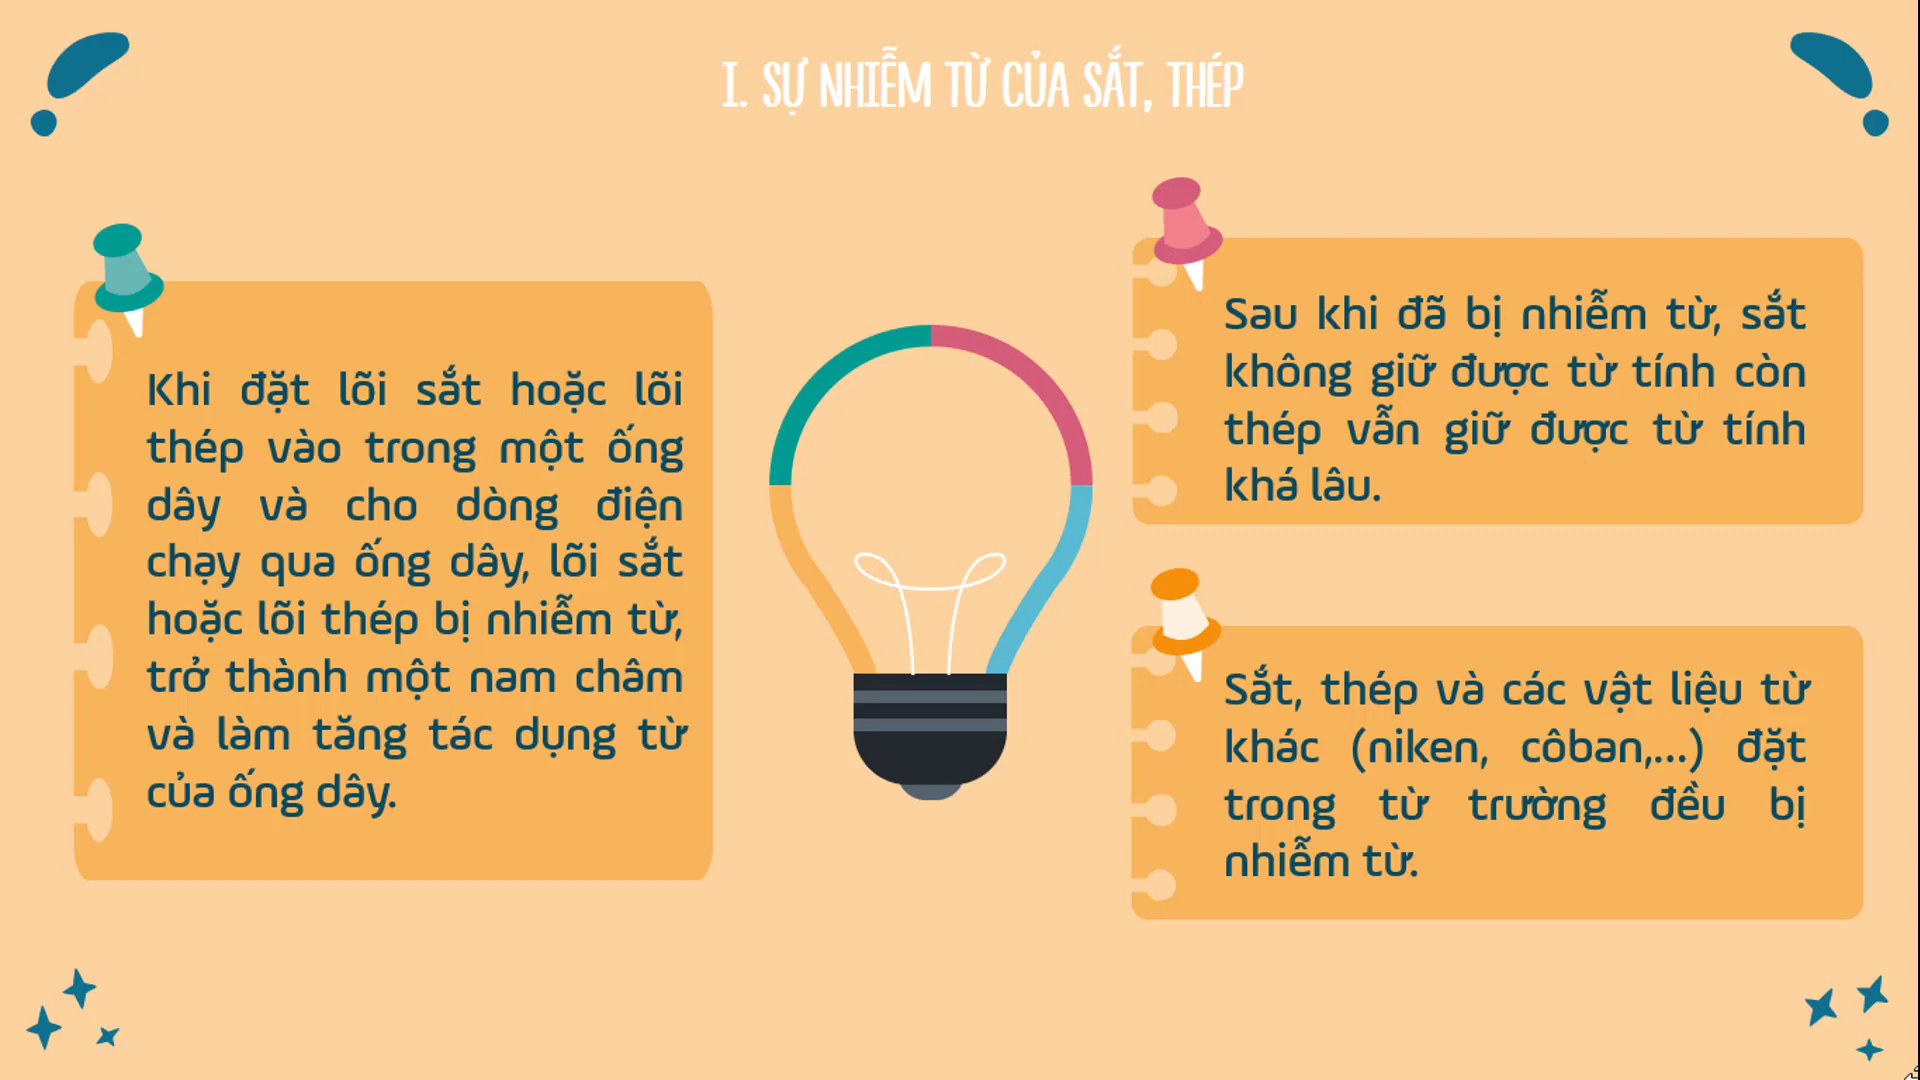 I. SỰ NHIỄM TỪ CỦA SẮT, THÉP
Khi đặt lõi sắt hoặc lõi
thép vào trong một ống
dây và cho dòng điện
chạy qua ống dây, lõi sắt
hoặc lõi thép bị nhiễm từ,
trở thành một nam châm
và làm tăng tác dụng từ
của ống dây.
Sau khi đã bị nhiễm từ, sắt
không giữ được từ tính còn
thép vẫn giữ được từ tính
khá lâu.
Sắt, thép và các vật liệu từ
khác (niken, côban,...) đặt
trong từ trường đều bị
nhiễm từ.